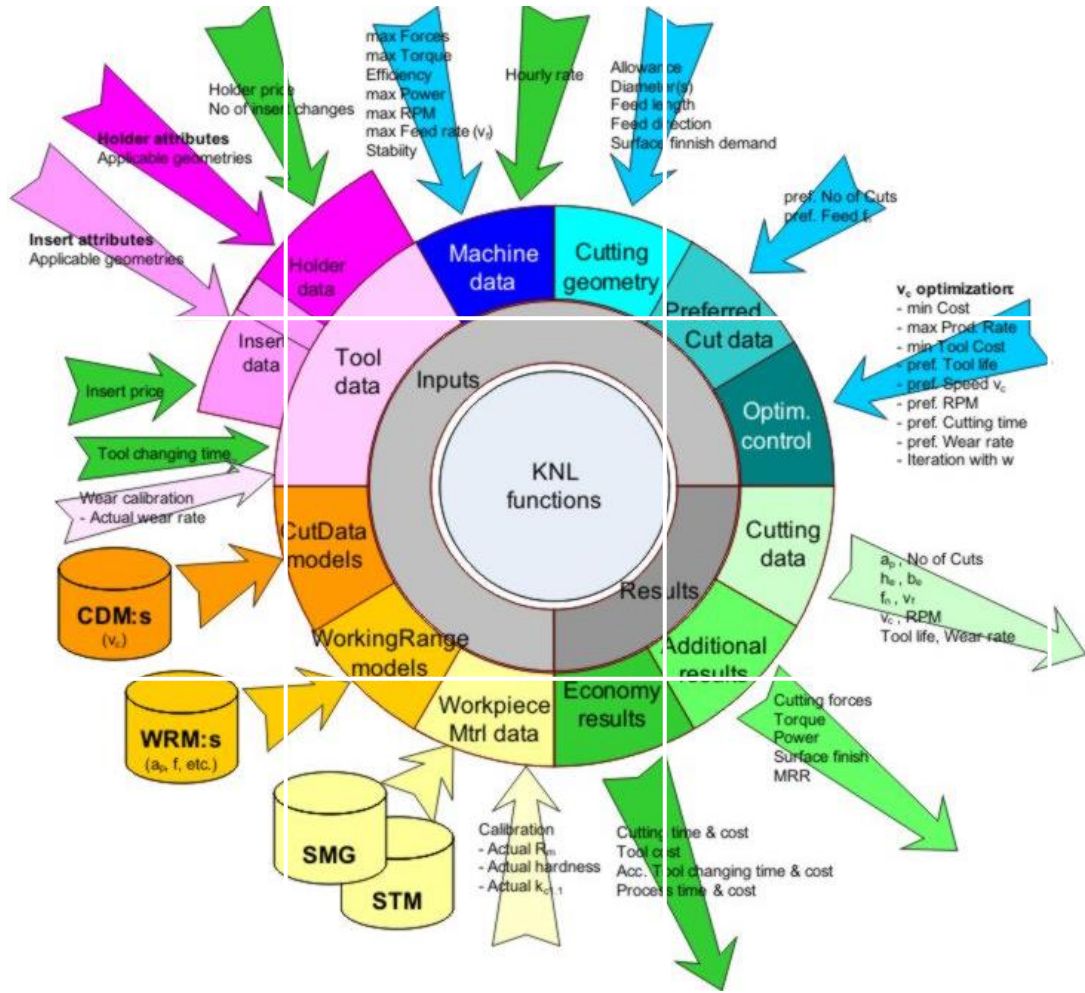 max Forces
max Torque
Efficiency
max Power
max RPM
max Feed rate (vf)
Stabiity
Hourly rate
Allowance
Diameter(s)
Feed length
Feed direction
Surface finnish demand
Holder price
No of insert changes
Holder attributes
Applicable geometries
Insert attributes
Applicable geometries
pref. No of Cuts
pref. Feed fn
vc optimization:
- min Cost
- max Prod. Rate
- min Tool Cost
- pref. Tool life
- pref. Speed vc
- pref. RPM
- pref. Cutting time
- pref. Wear rate
- Iteration with w
Holder
data
Machine
data
Cutting
geometry
Preferred
Cut data
Insert
data
Tool
data
Inputs
Optim.
control
Insert price
Tool changing time
Wear calibration
- Actual wear rate
KNL
functions
CutData
models
Cutting
data
Results
CDM:s
(vc)
WorkingRange
models
Additional
results
ap , No of Cuts
he , be
fn , vf
vc , RPM
Tool life, Wear rate
WRM:s
(ap, f, etc.)
Workpiece
Mtrl data
Economy
results
Cutting forces
Torque
Power
Surface finish
MRR
SMG
STM
Calibration
- Actual Rm
- Actual hardness
- Actual kc1.1
Cutting time & cost
Tool cost
Acc. Tool changing time & cost
Process time & cost